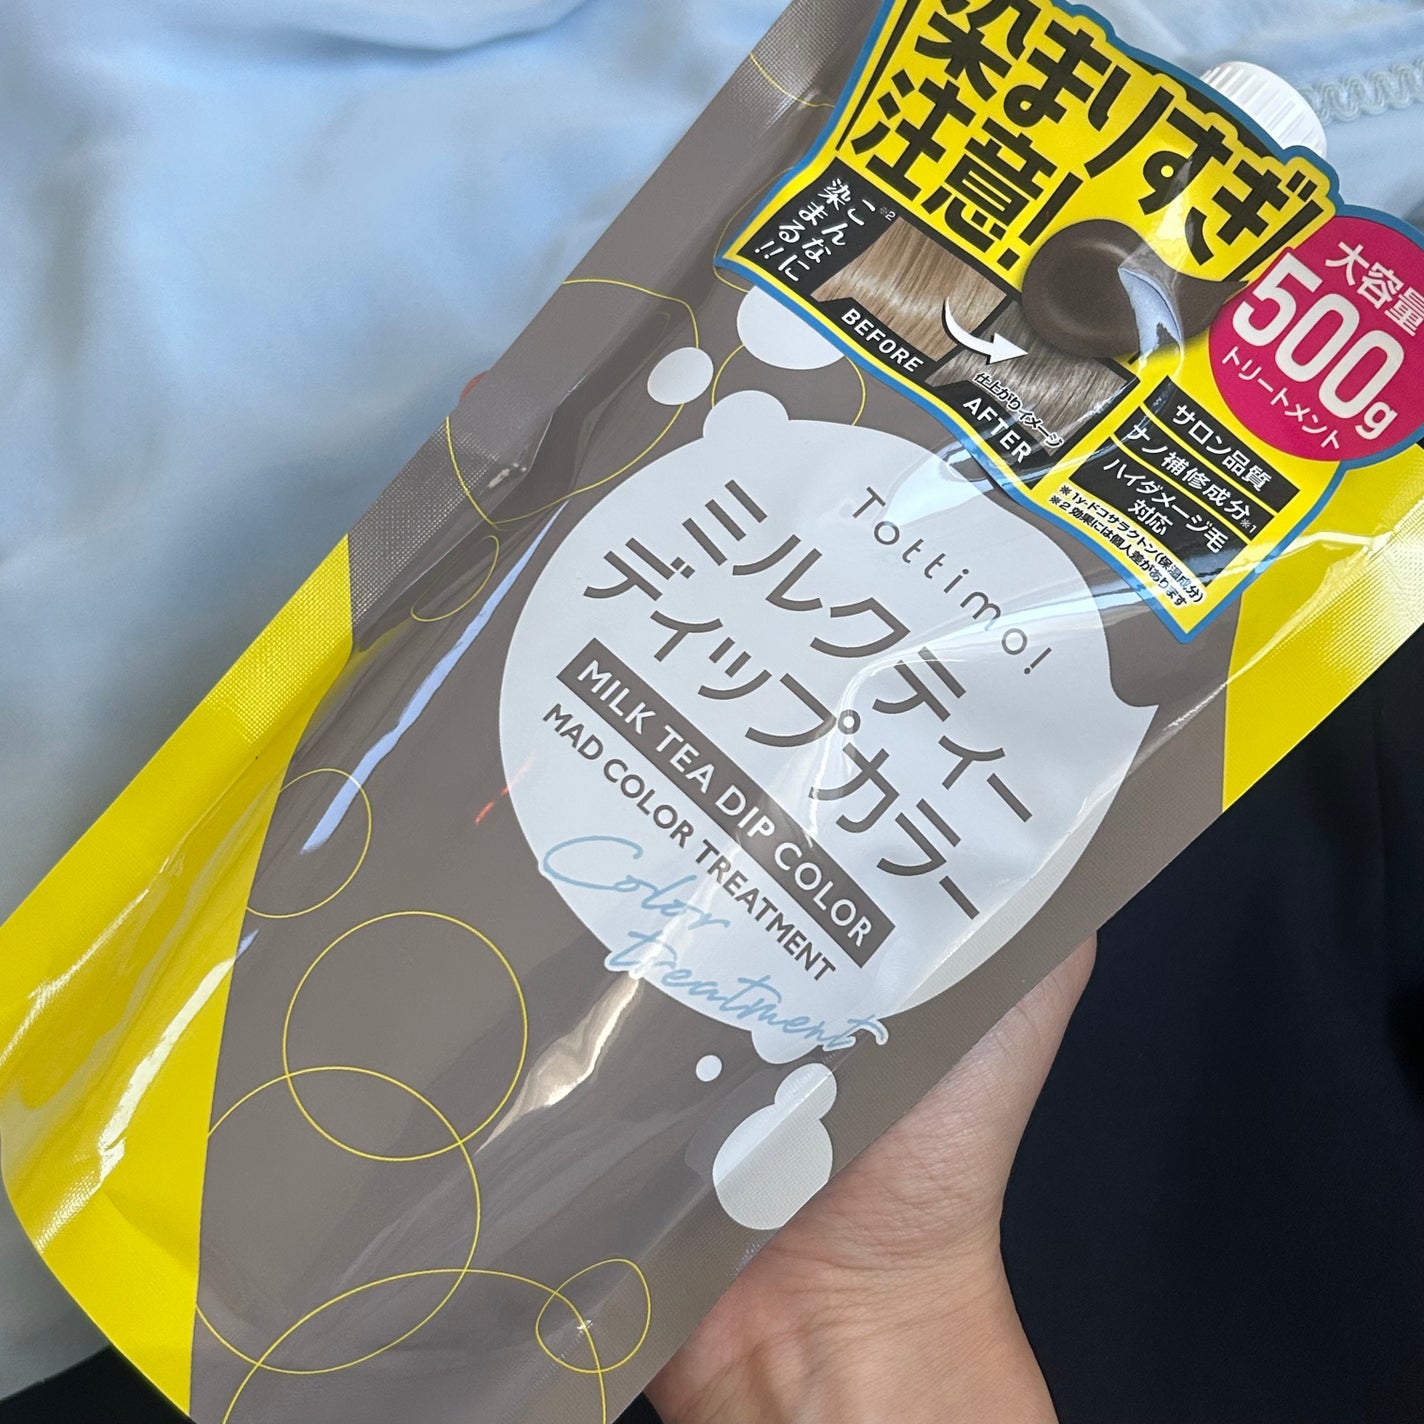 染まりすぎ
注意!
こんなに
染まる!!
※2
BEFORE
AFTER
仕上がりイメージ
大容量
500g
トリートメント
サロン品質
ナノ補修成分※1
ハイダメージ毛
対応
※1γ-ドコサラクトン(保湿成分)
※2 効果には個人差があります
Tottimo!
ミルクティー
ディップカラー
MILK TEA DIP COLOR
MAD COLOR TREATMENT
Color
treatment